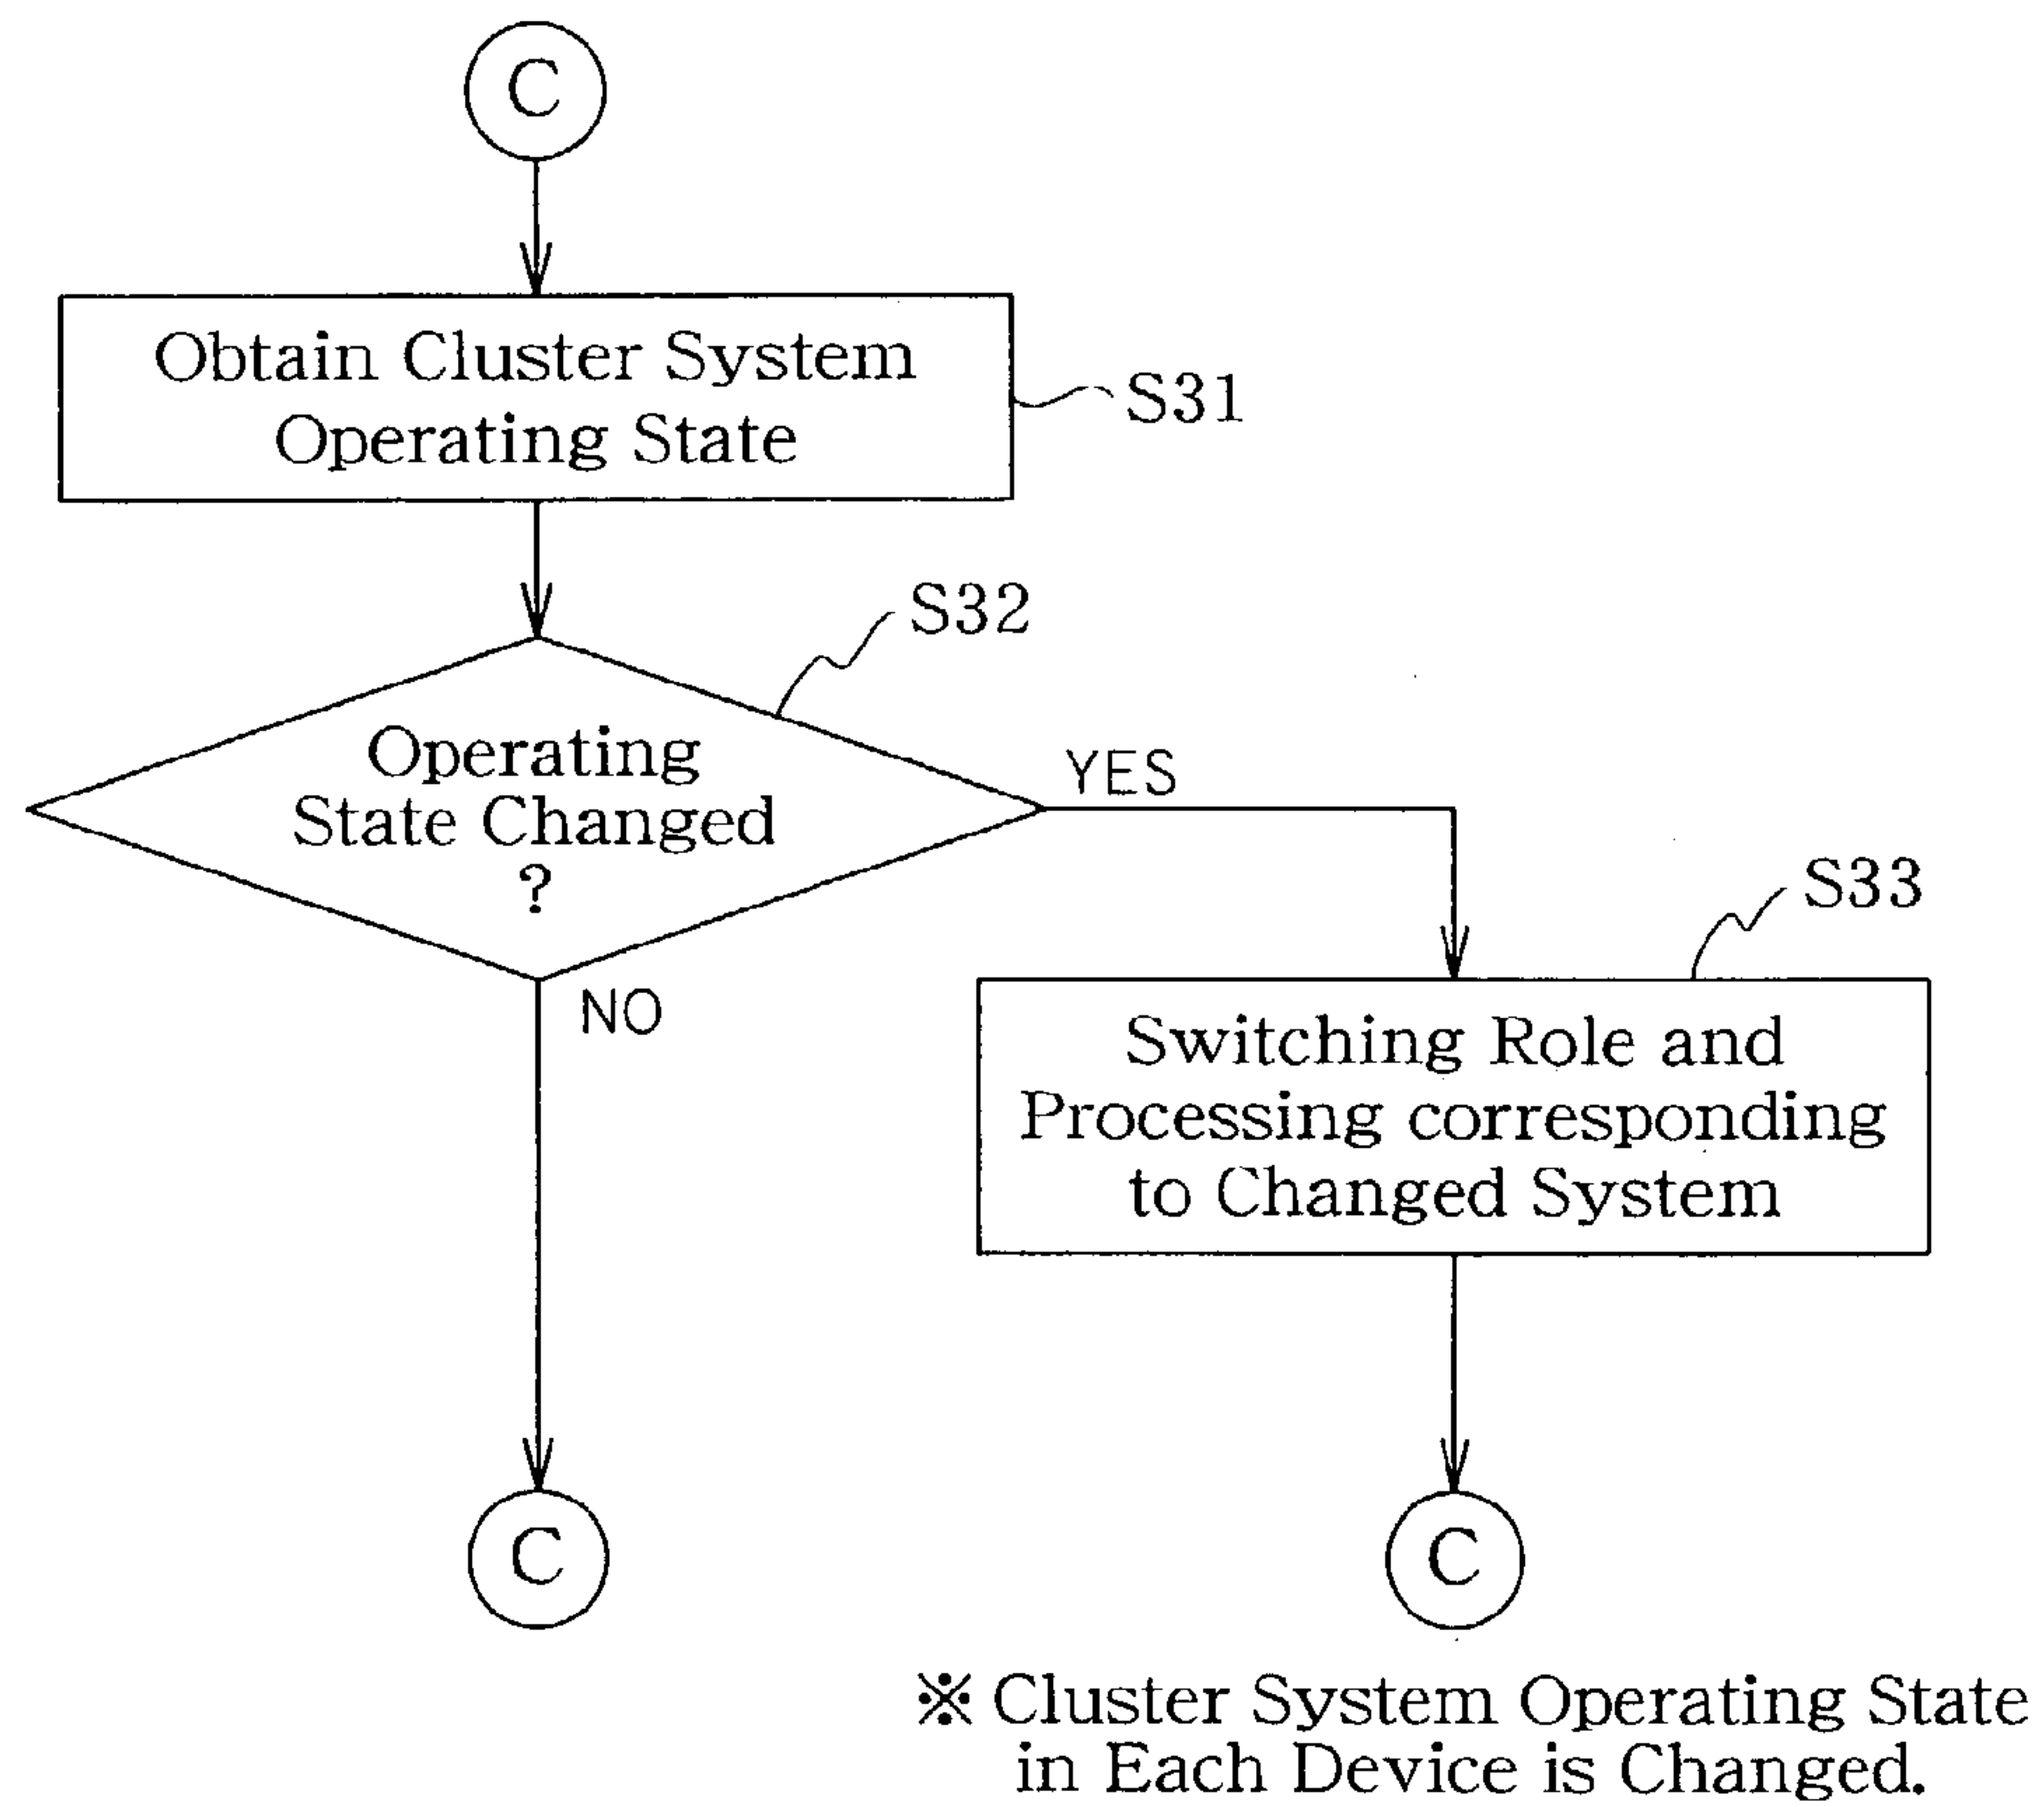 C
Obtain Cluster System
Operating State
S31
S32
Operating
State Changed
?
YES
NO
S33
Switching Role and
Processing corresponding
to Changed System
C
C
※ Cluster System Operating State
in Each Device is Changed.